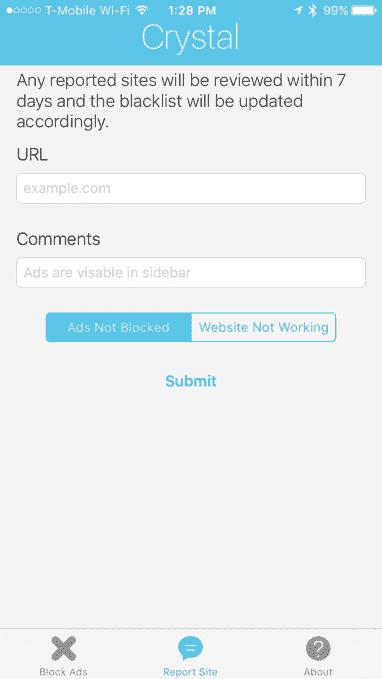 T-Mobile Wi-Fi 1:28 PM 99%
Crystal
Any reported sites will be reviewed within 7
days and the blacklist will be updated
accordingly.
URL
example.com
Comments
Ads are visable in sidebar
Ads Not Blocked Website Not Working
Submit
Block Ads Report Site About